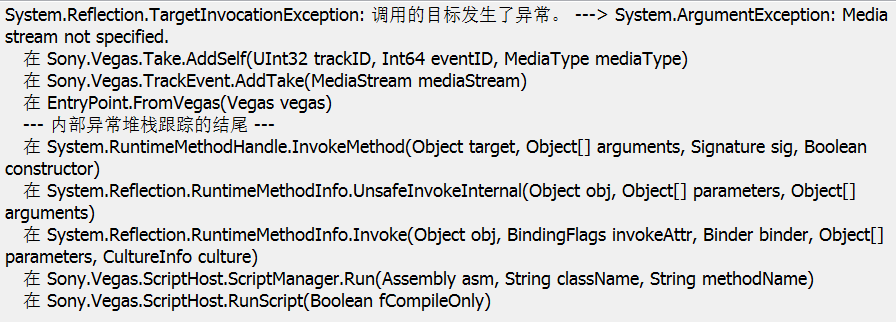 System.Reflection.TargetInvocationException: 调用的目标发生了异常。 ---> System.ArgumentException: Media
stream not specified.
在 Sony.Vegas.Take.AddSelf(UInt32 trackID, Int64 eventID, MediaType mediaType)
在 Sony.Vegas.TrackEvent.AddTake(MediaStream mediaStream)
在 EntryPoint.FromVegas(Vegas vegas)
--- 内部异常堆栈跟踪的结尾 ---
在 System.RuntimeMethodHandle.InvokeMethod(Object target, Object[] arguments, Signature sig, Boolean
constructor)
在 System.Reflection.RuntimeMethodInfo.UnsafeInvokeInternal(Object obj, Object[] parameters, Object[]
arguments)
在 System.Reflection.RuntimeMethodInfo.Invoke(Object obj, BindingFlags invokeAttr, Binder binder, Object[]
parameters, CultureInfo culture)
在 Sony.Vegas.ScriptHost.ScriptManager.Run(Assembly asm, String className, String methodName)
在 Sony.Vegas.ScriptHost.RunScript(Boolean fCompileOnly)